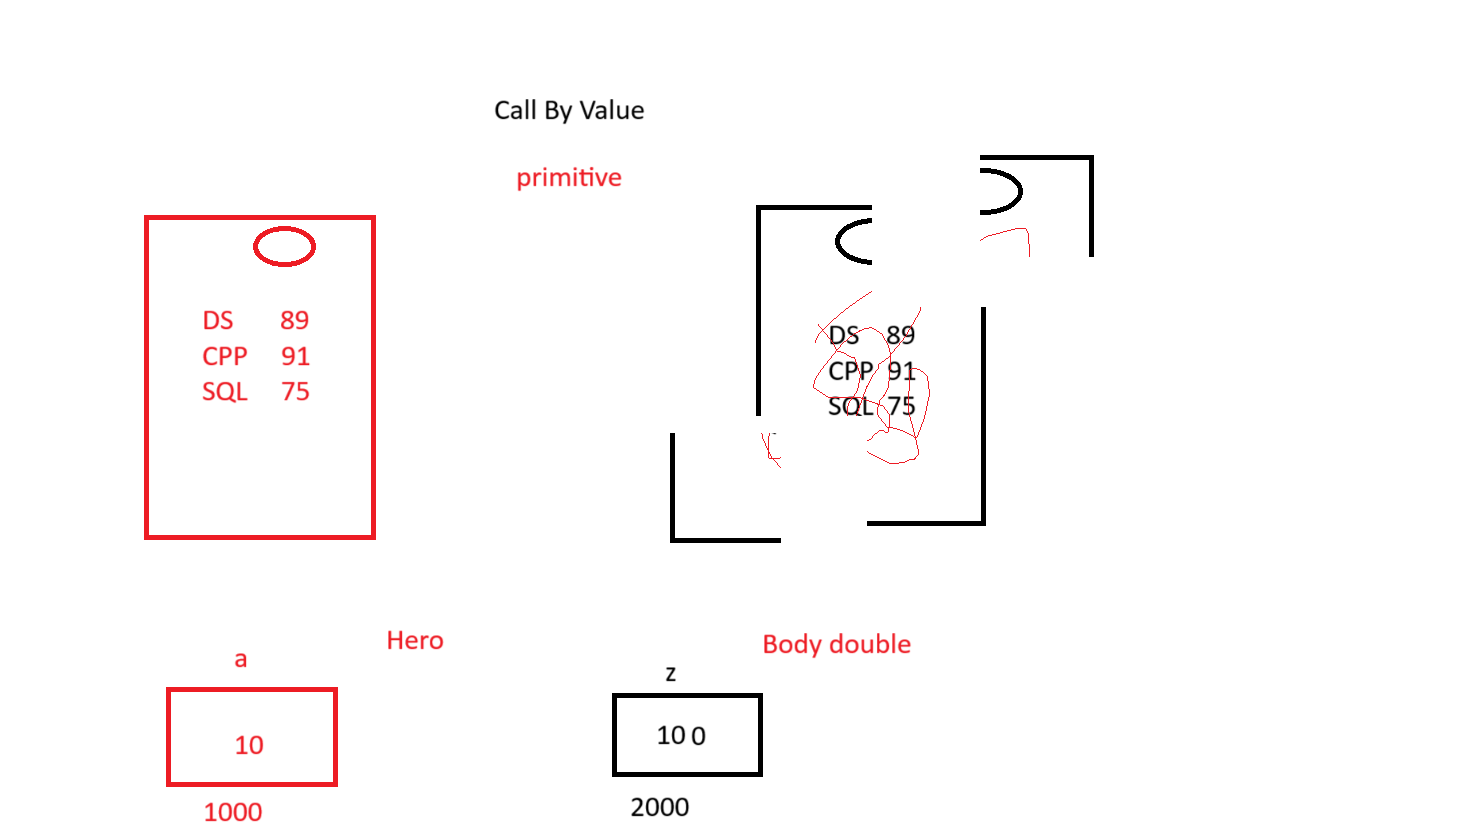 Call By Value
primitive
DS 89
CPP 91
SQL 75
DS 89
CPP 91
SQL 75
Hero
Body double
a
z
10
10 0
1000
2000